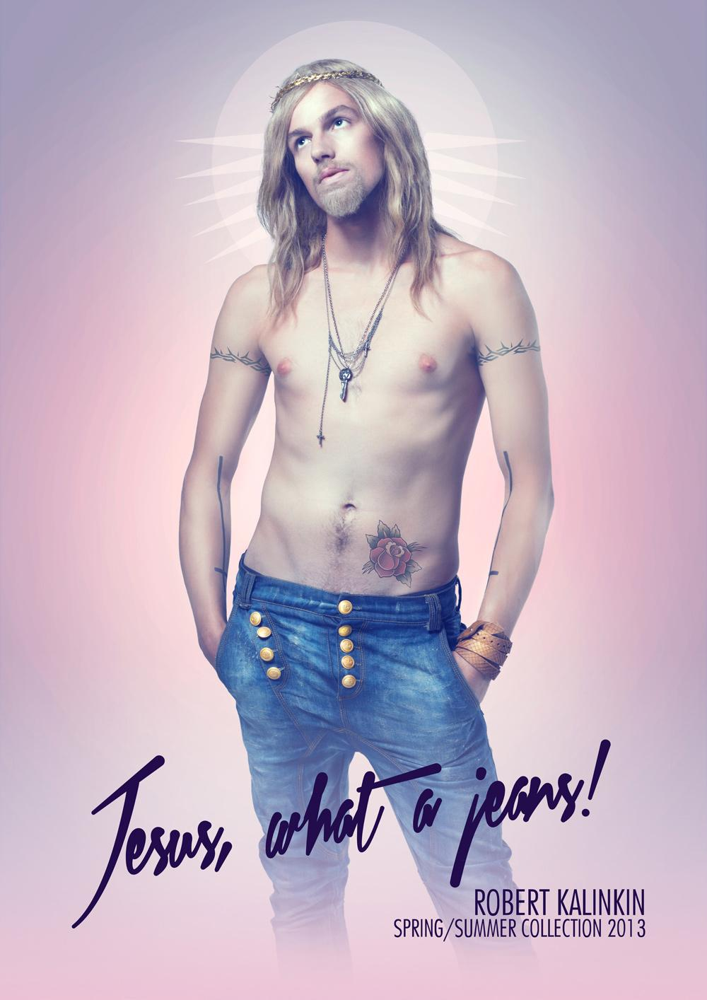 Jesus, what a jeans!
ROBERT KALINKIN
SPRING/SUMMER COLLECTION 2013